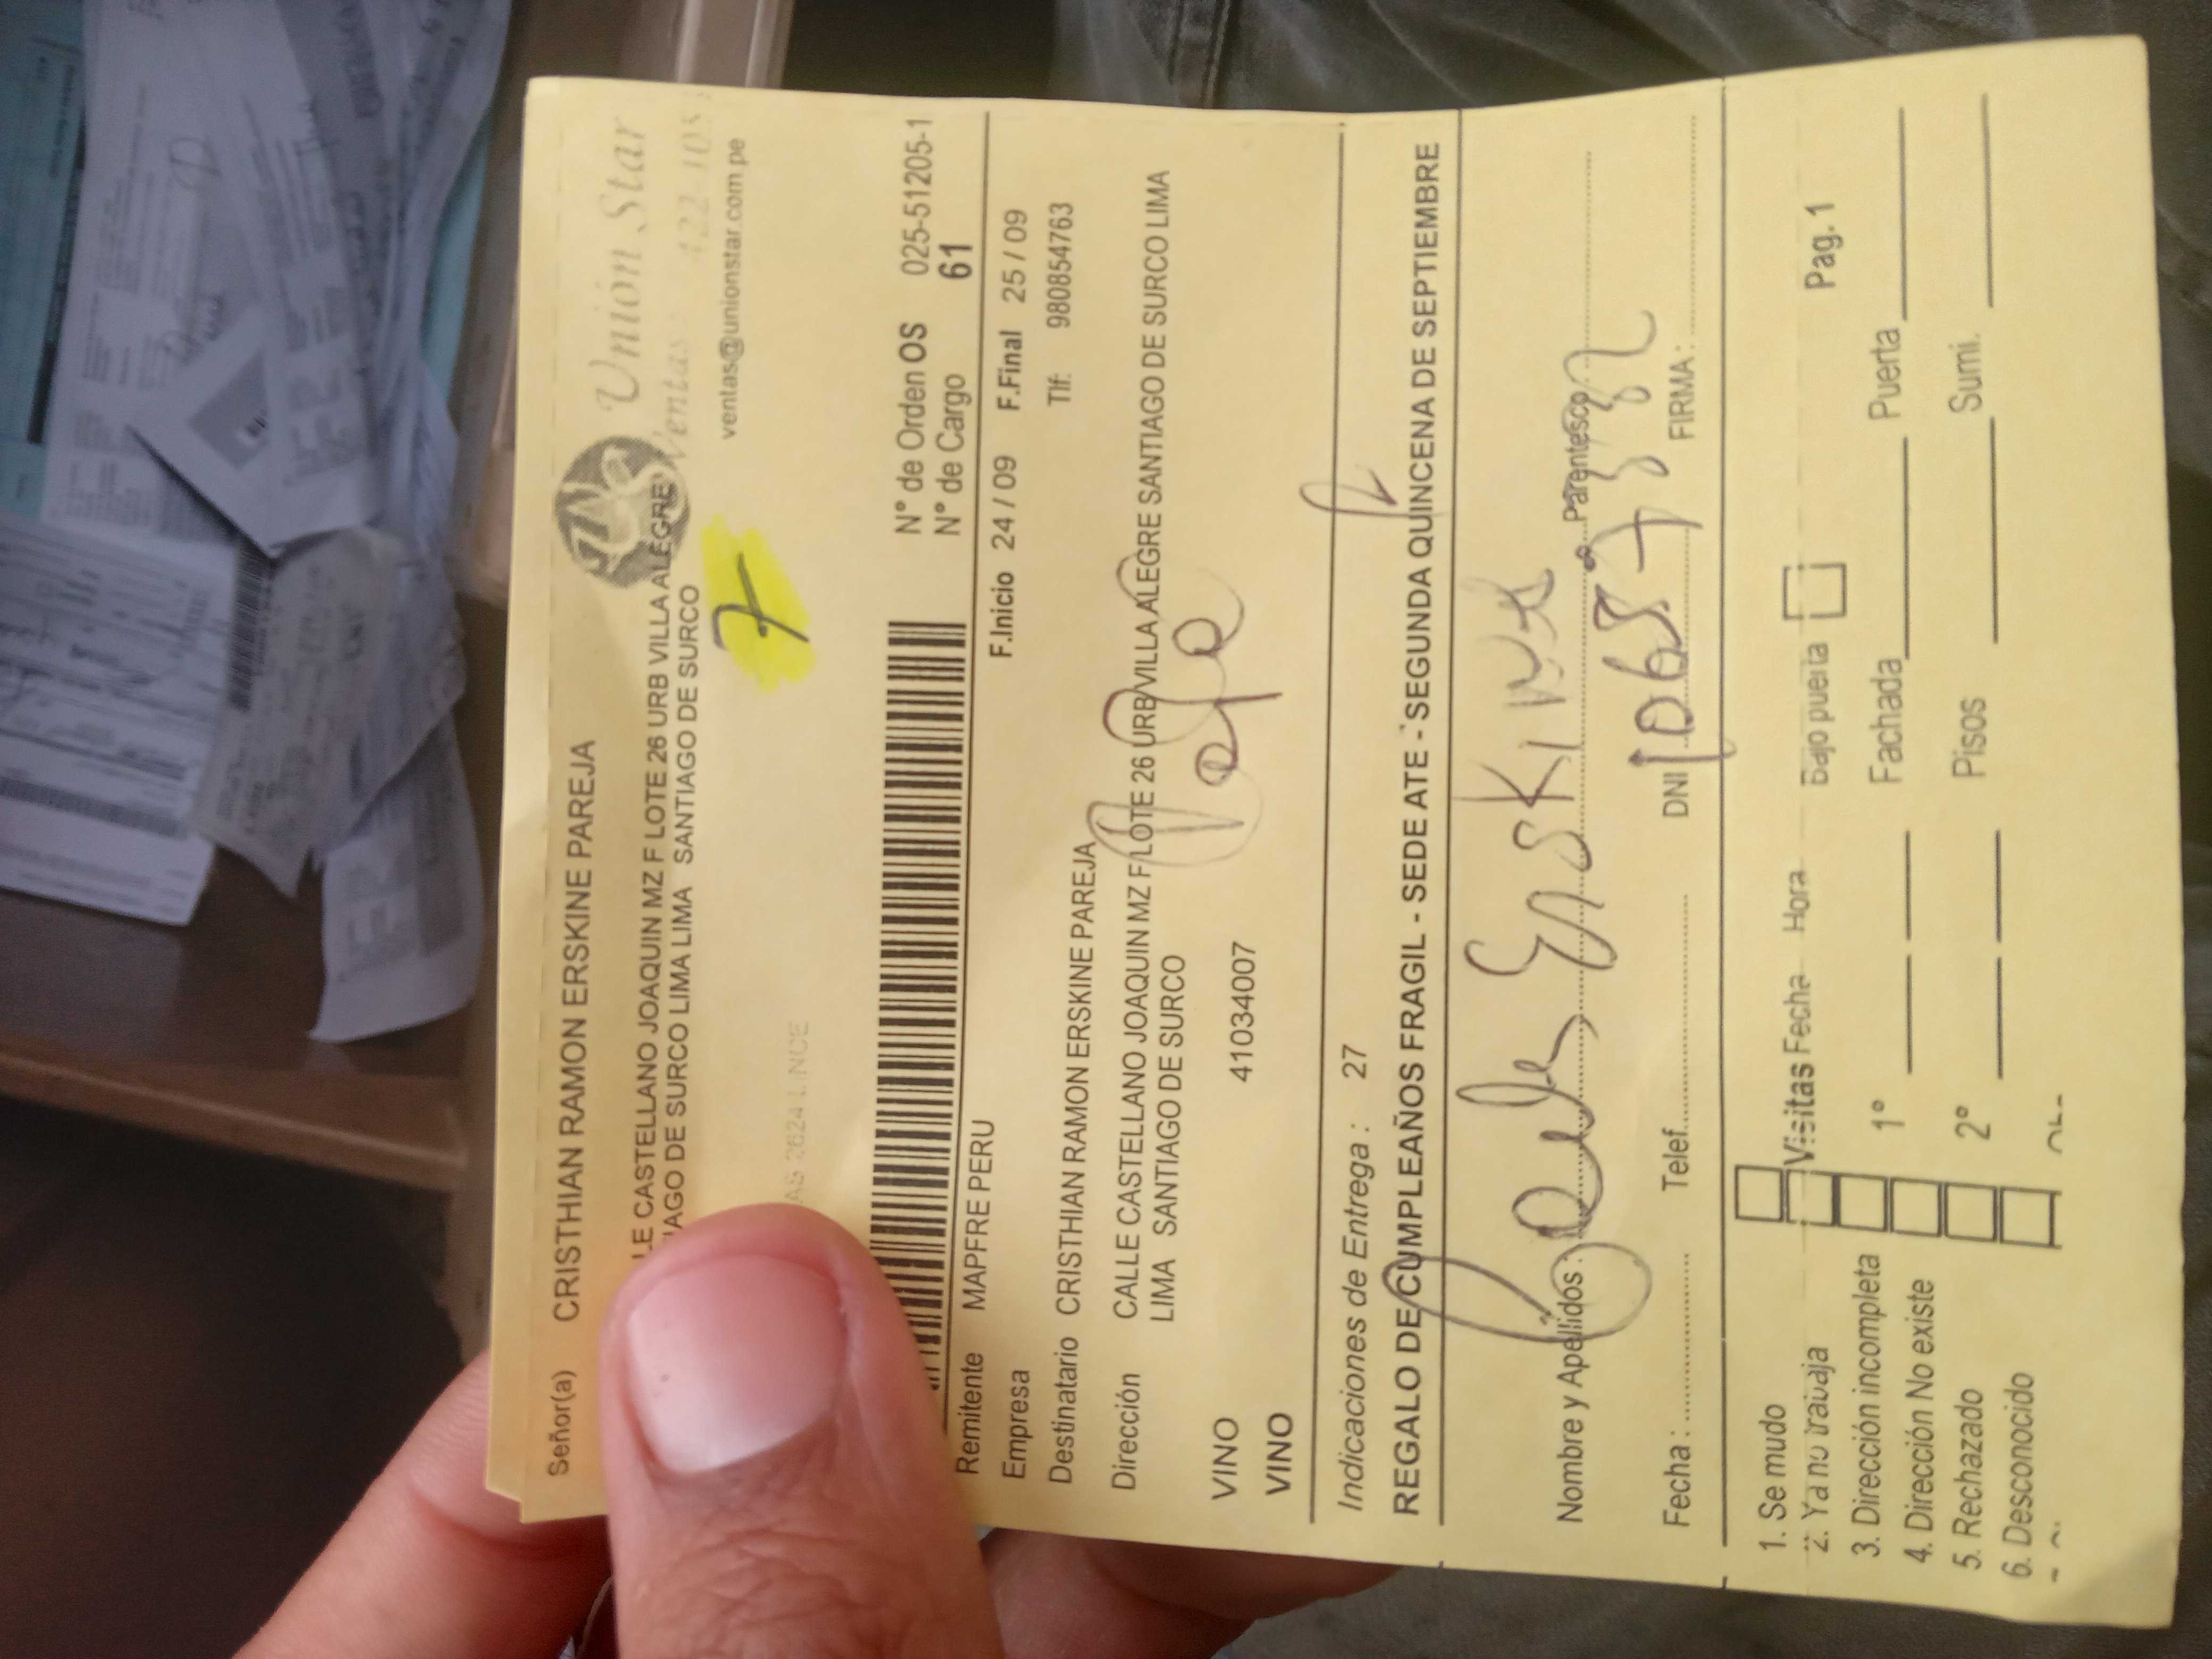 Señor(a) CRISTHIAN RAMON ERSKINE PAREJA
Unión Star
LE CASTELLANO JOAQUIN MZ F LOTE 26 URB VILLA ALEGRE
AGO DE SURCO LIMA LIMA SANTIAGO DE SURCO
Ventas 422-105
ventas@unionstar.com.pe
7
N° de Orden OS 025-51205-1
N° de Cargo 61
Remitente MAPFRE PERU
F.Inicio 24 / 09 F.Final 25 / 09
Empresa
Tlf: 980854763
Destinatario CRISTHIAN RAMON ERSKINE PAREJA
Dirección CALLE CASTELLANO JOAQUIN MZ F LOTE 26 URB VILLA ALEGRE SANTIAGO DE SURCO LIMA
LIMA SANTIAGO DE SURCO
VINO 41034007
VINO
Indicaciones de Entrega : 27
REGALO DE CUMPLEAÑOS FRAGIL - SEDE ATE - SEGUNDA QUINCENA DE SEPTIEMBRE
Nombre y Apellidos : Parentesco
Fecha : Telef. DNI FIRMA :
1. Se mudo
2. Ya no trabaja Visitas Fecha Hora Bajo puerta Pag. 1
3. Dirección incompleta 1° Fachada Puerta
4. Dirección No existe
5. Rechazado 2° Pisos Sumi.
6. Desconocido